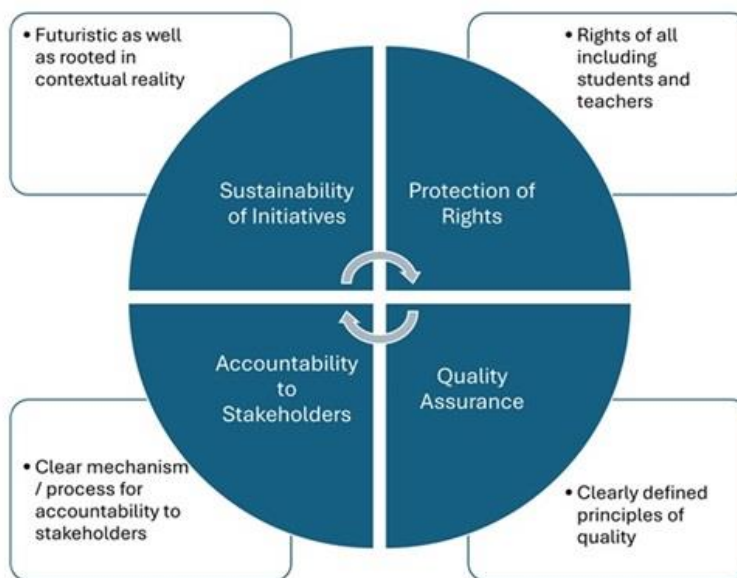 • Futuristic as well
as rooted in
contextual reality
• Rights of all
including
students and
teachers
Sustainability
of Initiatives
Protection of
Rights
Accountability
to
Stakeholders
Quality
Assurance
• Clear mechanism
/ process for
accountability to
stakeholders
• Clearly defined
principles of
quality